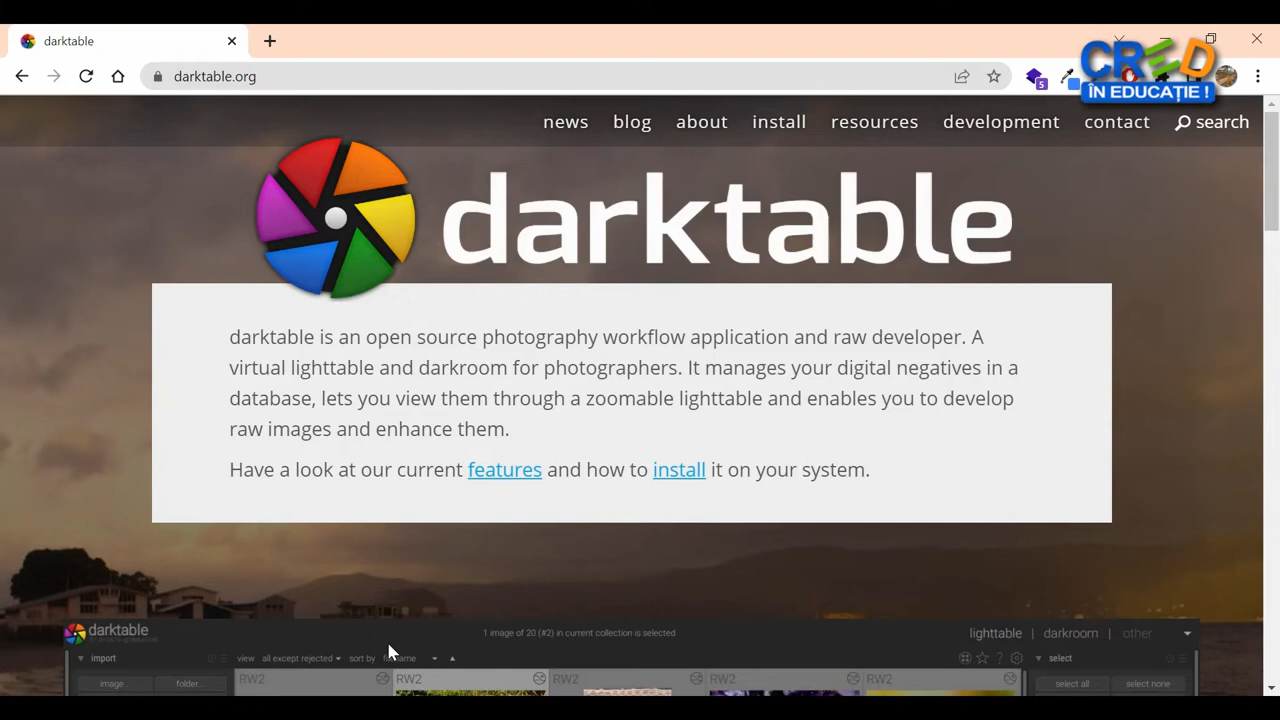 darktable
CRED
ÎN EDUCAȚIE !
darktable.org
5
news blog about install resources development contact search
darktable
darktable is an open source photography workflow application and raw developer. A
virtual lighttable and darkroom for photographers. It manages your digital negatives in a
database, lets you view them through a zoomable lighttable and enables you to develop
raw images and enhance them.
Have a look at our current features and how to install it on your system.
darktable
1 image of 20 (#2) in current collection is selected
lighttable | darkroom | other
import
view all except rejected sort by
select
image... folder...
RW2 RW2 RW2 RW2 RW2
select all select none